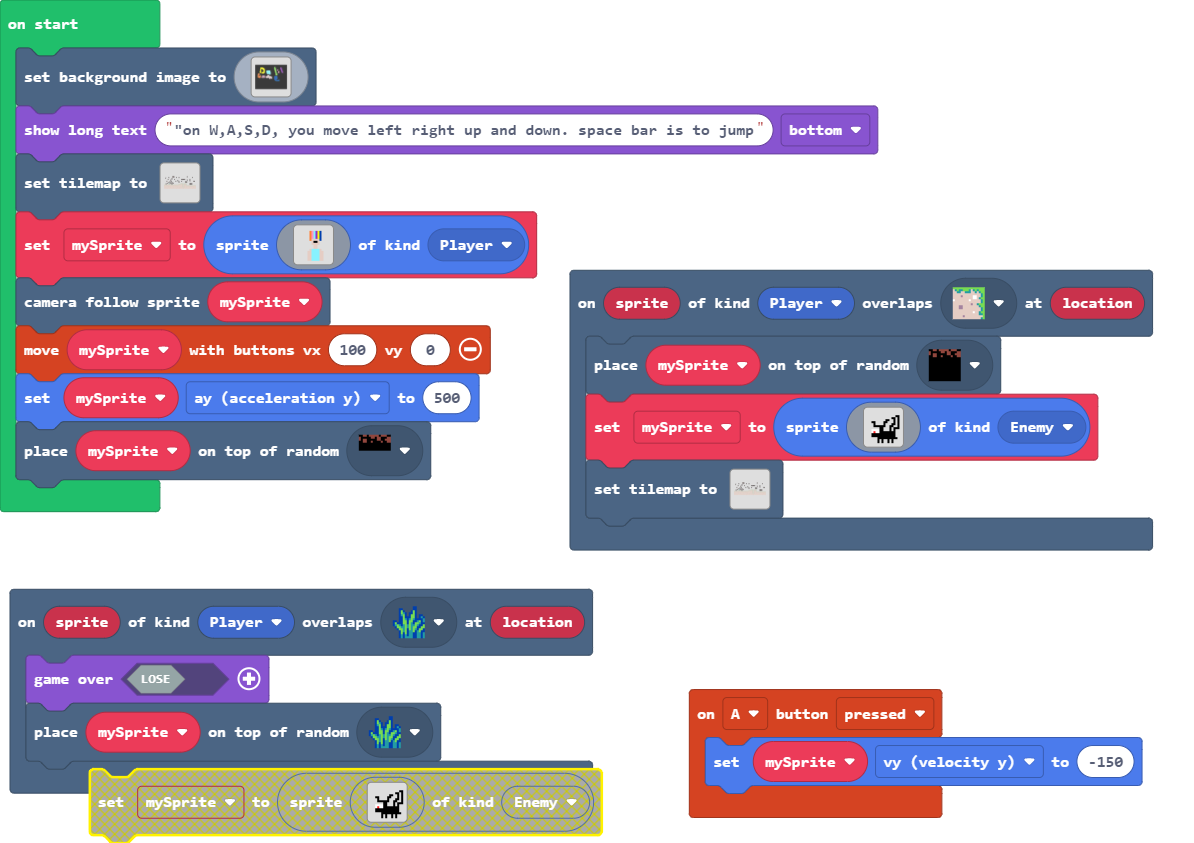 on start
set background image to
show long text ""on W,A,S,D, you move left right up and down. space bar is to jump" bottom
set tilemap to
set mySprite to sprite of kind Player
camera follow sprite mySprite
move mySprite with buttons vx 100 vy 0
set mySprite ay (acceleration y) to 500
place mySprite on top of random
on sprite of kind Player overlaps at location
place mySprite on top of random
set mySprite to sprite of kind Enemy
set tilemap to
on sprite of kind Player overlaps at location
game over LOSE
place mySprite on top of random
set mySprite to sprite of kind Enemy
on A button pressed
set mySprite vy (velocity y) to -150